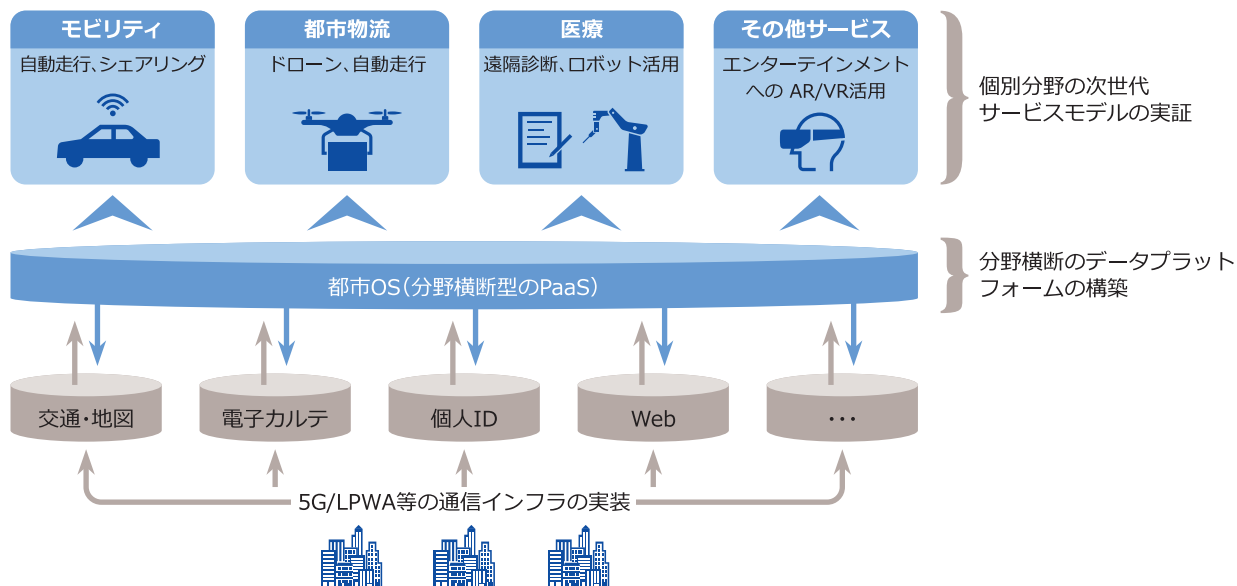 モビリティ
自動走行、シェアリング
都市物流
ドローン、自動走行
医療
遠隔診断、ロボット活用
その他サービス
エンターテインメント
への AR/VR活用
個別分野の次世代
サービスモデルの実証
都市OS(分野横断型のPaaS)
分野横断のデータプラット
フォームの構築
交通・地図
電子カルテ
個人ID
Web
・・・
5G/LPWA等の通信インフラの実装